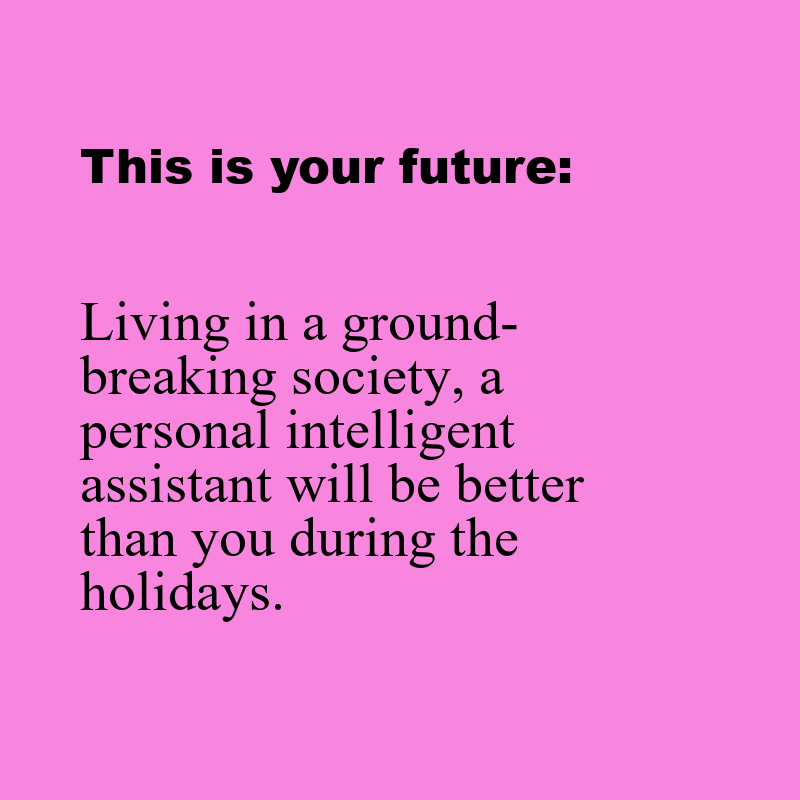 This is your future:
Living in a ground-
breaking society, a
personal intelligent
assistant will be better
than you during the
holidays.